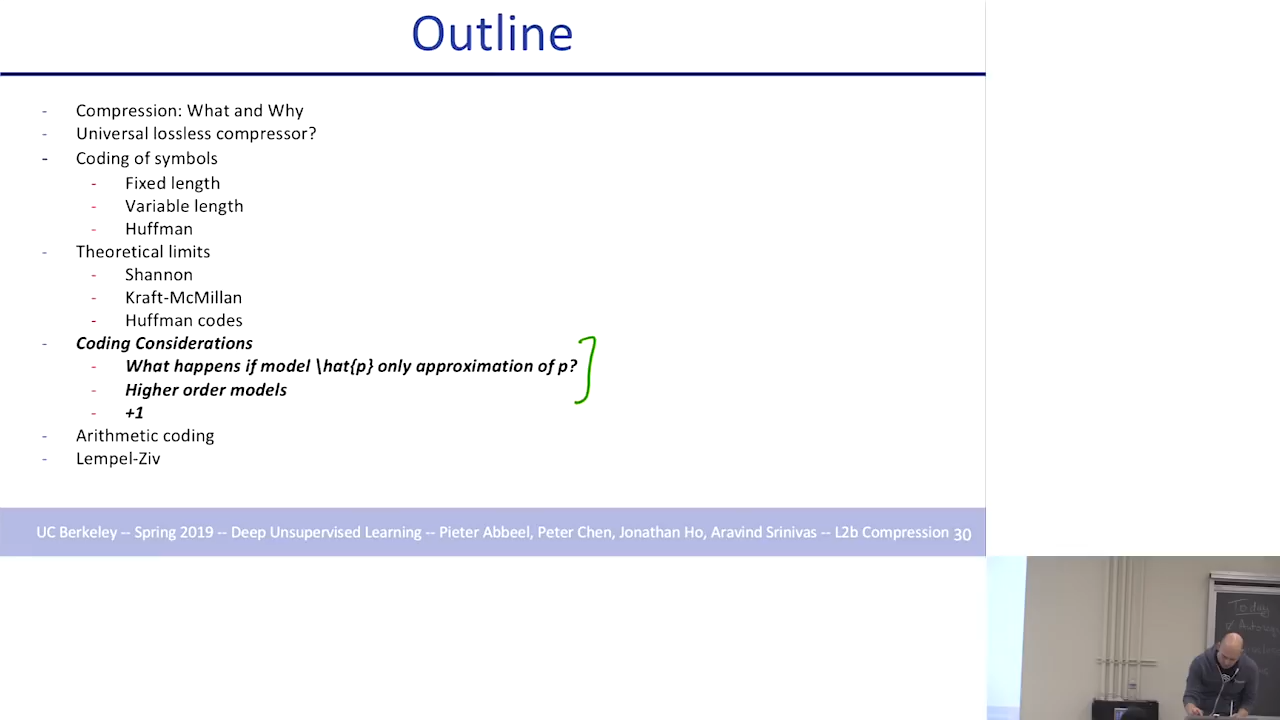 Outline
- Compression: What and Why
- Universal lossless compressor?
- Coding of symbols
- Fixed length
- Variable length
- Huffman
- Theoretical limits
- Shannon
- Kraft-McMillan
- Huffman codes
- Coding Considerations
- What happens if model \hat{p} only approximation of p?
- Higher order models
- +1
- Arithmetic coding
- Lempel-Ziv
UC Berkeley -- Spring 2019 -- Deep Unsupervised Learning -- Pieter Abbeel, Peter Chen, Jonathan Ho, Aravind Srinivas -- L2b Compression 30
Today